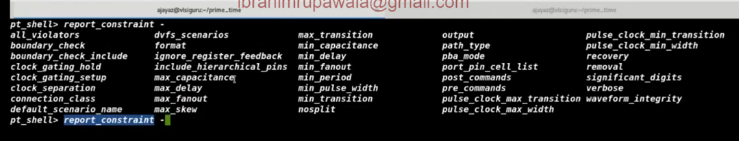 ibrahimrupawala@gmail.com
ajayaz@vlsiguru:~/prime_time
ajayaz@vlsiguru:~/prime_time
pt_shell> report_constraint -
all_violators dvfs_scenarios max_transition output pulse_clock_min_transition
boundary_check format min_capacitance path_type pulse_clock_min_width
boundary_check_include ignore_register_feedback min_delay pba_mode recovery
clock_gating_hold include_hierarchical_pins min_fanout port_pin_cell_list removal
clock_gating_setup max_capacitance min_period post_commands significant_digits
clock_separation max_delay min_pulse_width pre_commands verbose
connection_class max_fanout min_transition pulse_clock_max_transition waveform_integrity
default_scenario_name max_skew nosplit pulse_clock_max_width
pt_shell> report_constraint -